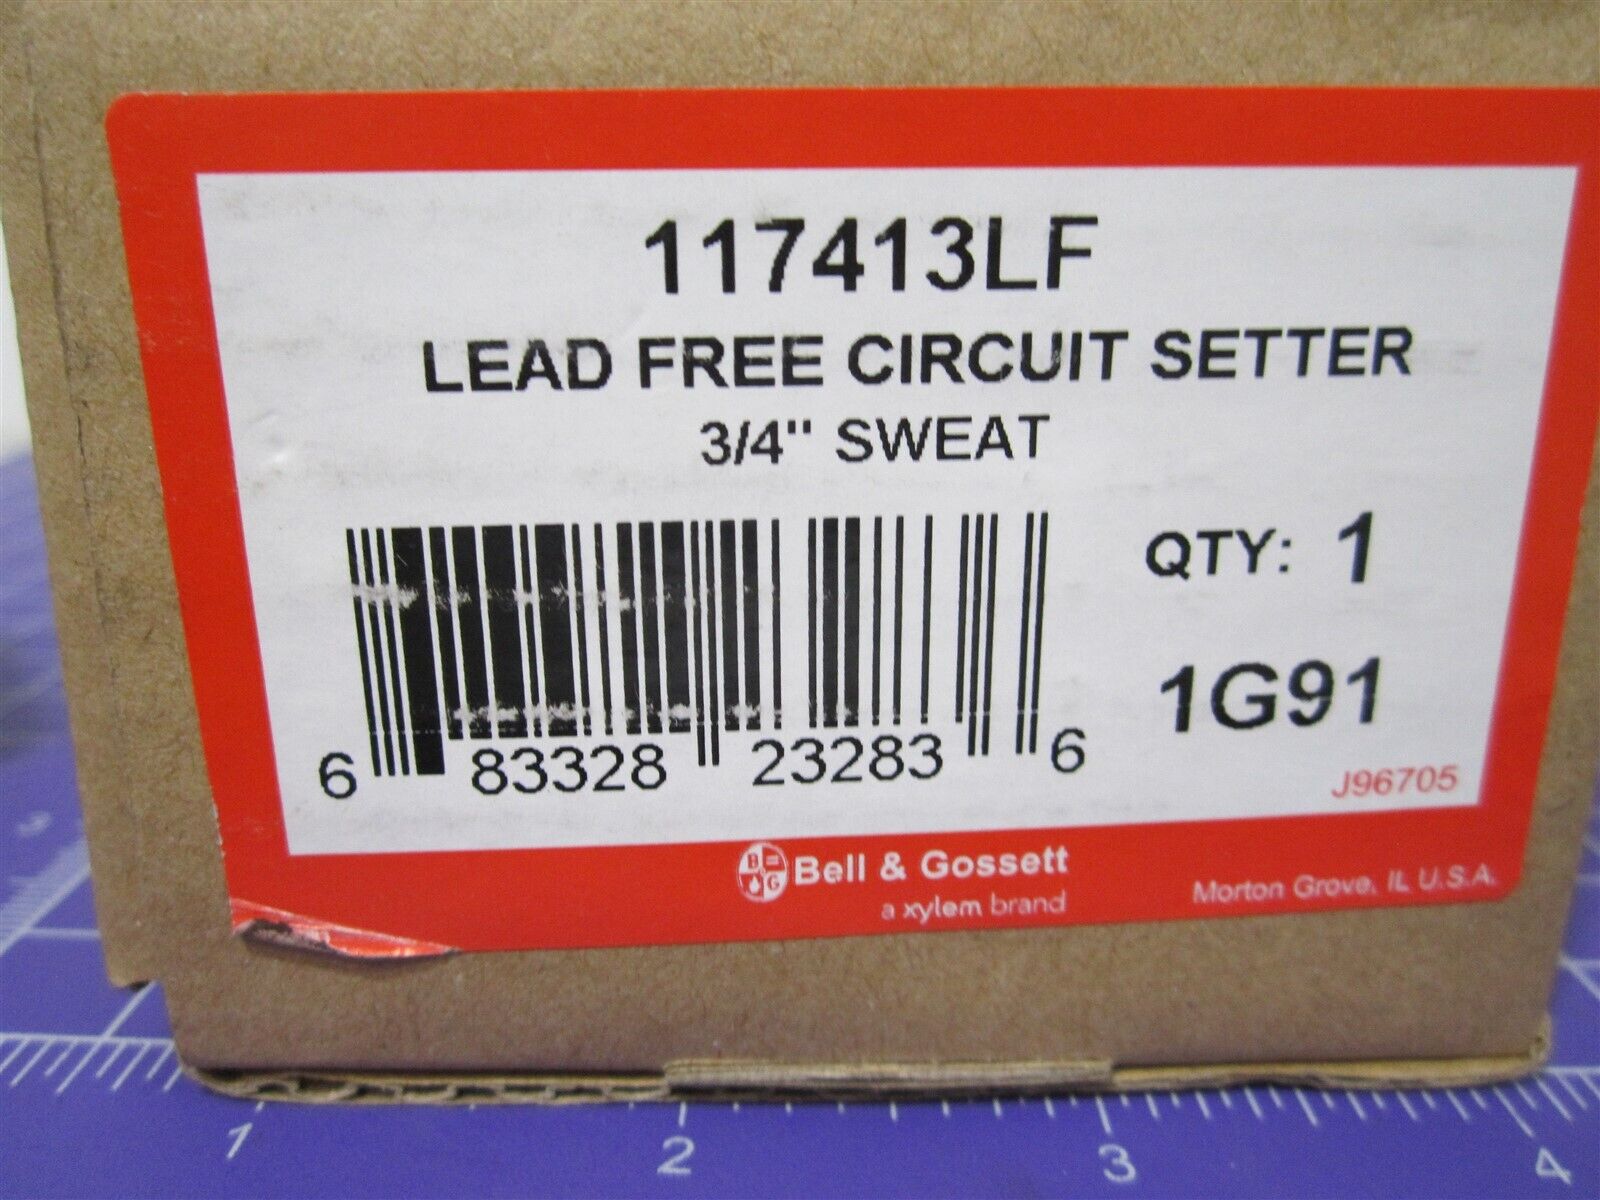 117413LF
LEAD FREE CIRCUIT SETTER
3/4" SWEAT
QTY: 1
6 83328 23283 6
1G91
J96705
B G Bell & Gossett
a xylem brand
Morton Grove, IL U.S.A.
1 2 3 4